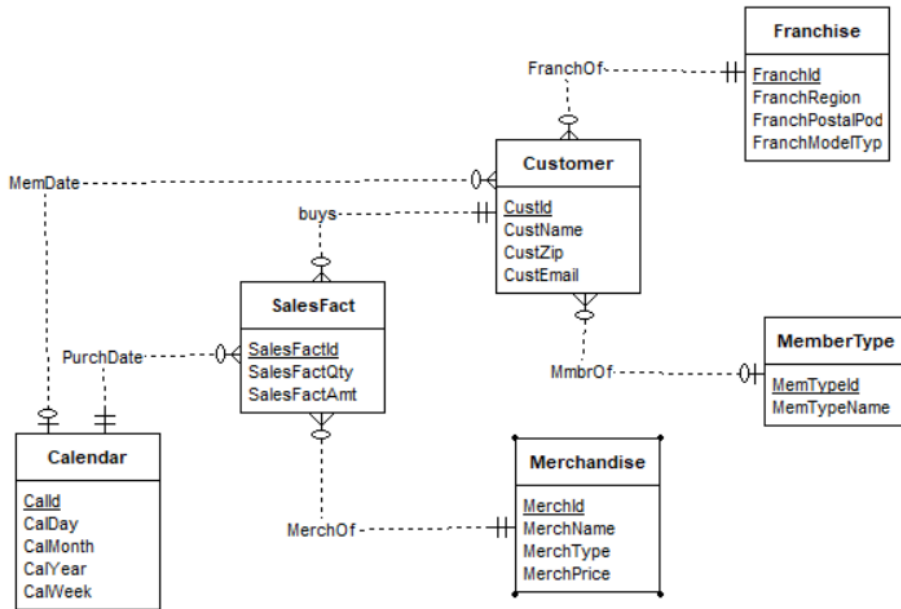 Franchise
FranchId
FranchRegion
FranchPostalPod
FranchModelTyp
FranchOf
Customer
CustId
CustName
CustZip
CustEmail
MemDate
buys
SalesFact
SalesFactId
SalesFactQty
SalesFactAmt
PurchDate
MemberType
MemTypeId
MemTypeName
MmbrOf
Calendar
CalId
CalDay
CalMonth
CalYear
CalWeek
MerchOf
Merchandise
MerchId
MerchName
MerchType
MerchPrice